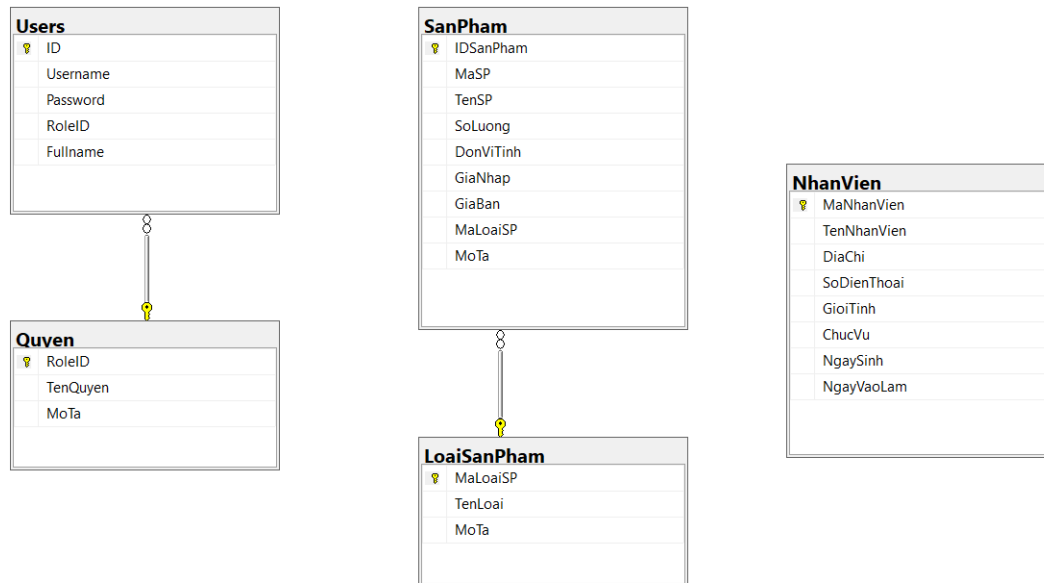 Users
ID
Username
Password
RoleID
Fullname
Quyen
RoleID
TenQuyen
MoTa
SanPham
IDSanPham
MaSP
TenSP
SoLuong
DonViTinh
GiaNhap
GiaBan
MaLoaiSP
MoTa
LoaiSanPham
MaLoaiSP
TenLoai
MoTa
NhanVien
MaNhanVien
TenNhanVien
DiaChi
SoDienThoai
GioiTinh
ChucVu
NgaySinh
NgayVaoLam